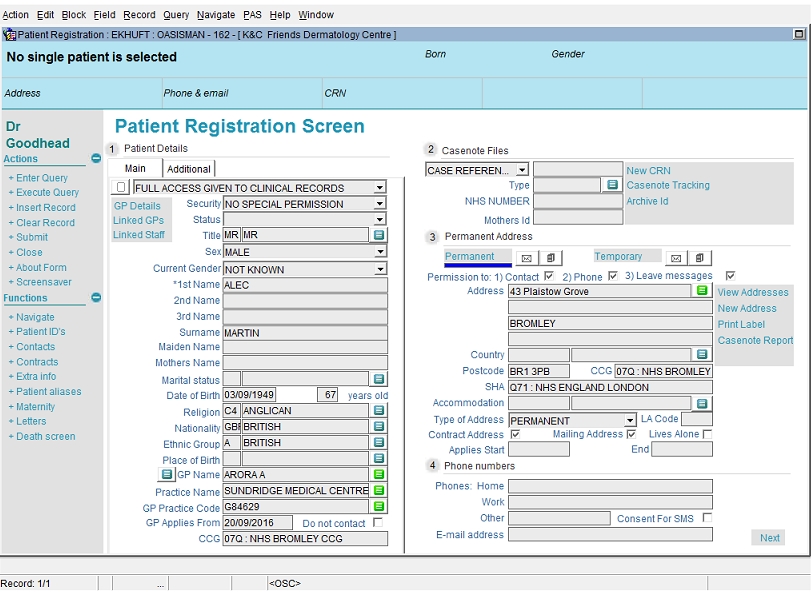 Action Edit Block Field Record Query Navigate PAS Help Window
Patient Registration : EKHUFT : OASISMAN - 162 - [ K&C Friends Dermatology Centre ]
No single patient is selected
Born
Gender
Address
Phone & email
CRN
Dr
Goodhead
Actions
+ Enter Query
+ Execute Query
+ Insert Record
+ Clear Record
+ Submit
+ Close
+ About Form
+ Screensaver
Functions
+ Navigate
+ Patient ID's
+ Contacts
+ Contracts
+ Extra info
+ Patient aliases
+ Maternity
+ Letters
+ Death screen
Patient Registration Screen
1 Patient Details
Main Additional
FULL ACCESS GIVEN TO CLINICAL RECORDS
GP Details
Linked GPs
Linked Staff
Security NO SPECIAL PERMISSION
Status
Title MR MR
Sex MALE
Current Gender NOT KNOWN
*1st Name ALEC
2nd Name
3rd Name
Surname MARTIN
Maiden Name
Mothers Name
Marital status
Date of Birth 03/09/1949 67 years old
Religion C4 ANGLICAN
Nationality GBF BRITISH
Ethnic Group A BRITISH
Place of Birth
GP Name ARORA A
Practice Name SUNDRIDGE MEDICAL CENTRE
GP Practice Code G84629
GP Applies From 20/09/2016 Do not contact
CCG 07Q : NHS BROMLEY CCG
2 Casenote Files
CASE REFEREN...
Type
NHS NUMBER
Mothers Id
New CRN
Casenote Tracking
Archive Id
3 Permanent Address
Permanent Temporary
Permission to: 1) Contact 2) Phone 3) Leave messages
Address 43 Plaistow Grove
BROMLEY
View Addresses
New Address
Print Label
Casenote Report
Country
Postcode BR1 3PB CCG 07Q : NHS BROMLEY
SHA Q71 : NHS ENGLAND LONDON
Accommodation
Type of Address PERMANENT LA Code
Contract Address Mailing Address Lives Alone
Applies Start End
4 Phone numbers
Phones: Home
Work
Other Consent For SMS
E-mail address
Next
Record: 1/1 ... <OSC>